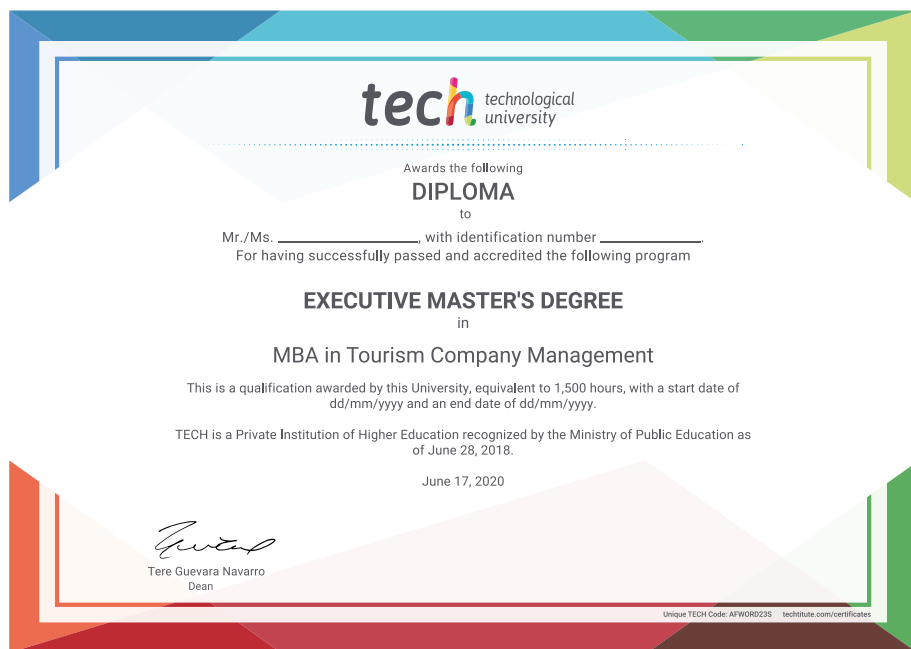 tech technological
university
Awards the following
DIPLOMA
to
Mr./Ms. ____________________, with identification number ______________.
For having successfully passed and accredited the following program
EXECUTIVE MASTER'S DEGREE
in
MBA in Tourism Company Management
This is a qualification awarded by this University, equivalent to 1,500 hours, with a start date of
dd/mm/yyyy and an end date of dd/mm/yyyy.
TECH is a Private Institution of Higher Education recognized by the Ministry of Public Education as
of June 28, 2018.
June 17, 2020
Tere Guevara Navarro
Dean
Unique TECH Code: AFWORD23S techtitute.com/certificates